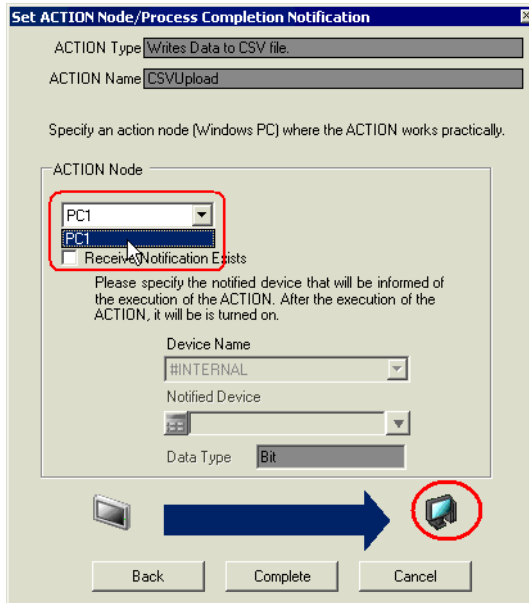 Set ACTION Node/Process Completion Notification
ACTION Type Writes Data to CSV file.
ACTION Name CSVUpload
Specify an action node (Windows PC) where the ACTION works practically.
ACTION Node
PC1
PC1
Receive Notification Exists
Please specify the notified device that will be informed of
the execution of the ACTION. After the execution of the
ACTION, it will be is turned on.
Device Name
#INTERNAL
Notified Device
Data Type Bit
Back Complete Cancel